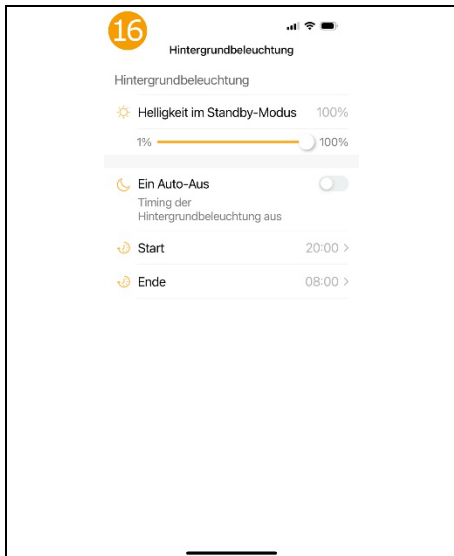 16
Hintergrundbeleuchtung
Hintergrundbeleuchtung
Helligkeit im Standby-Modus 100%
1% 100%
Ein Auto-Aus
Timing der
Hintergrundbeleuchtung aus
Start 20:00 >
Ende 08:00 >